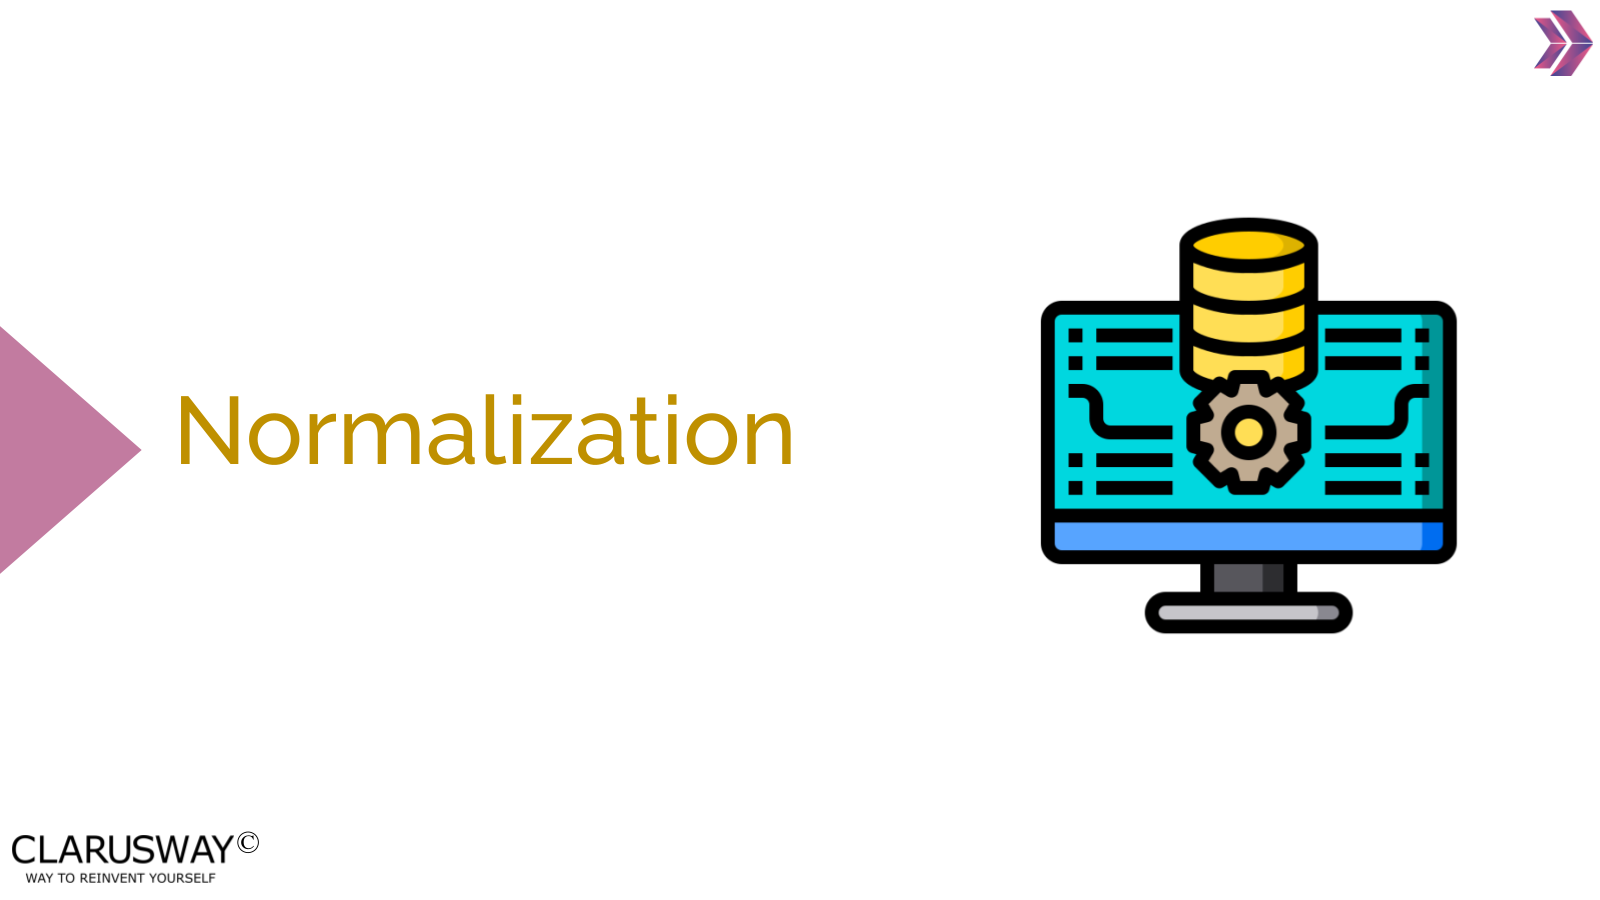 Normalization
CLARUSWAY©
WAY TO REINVENT YOURSELF